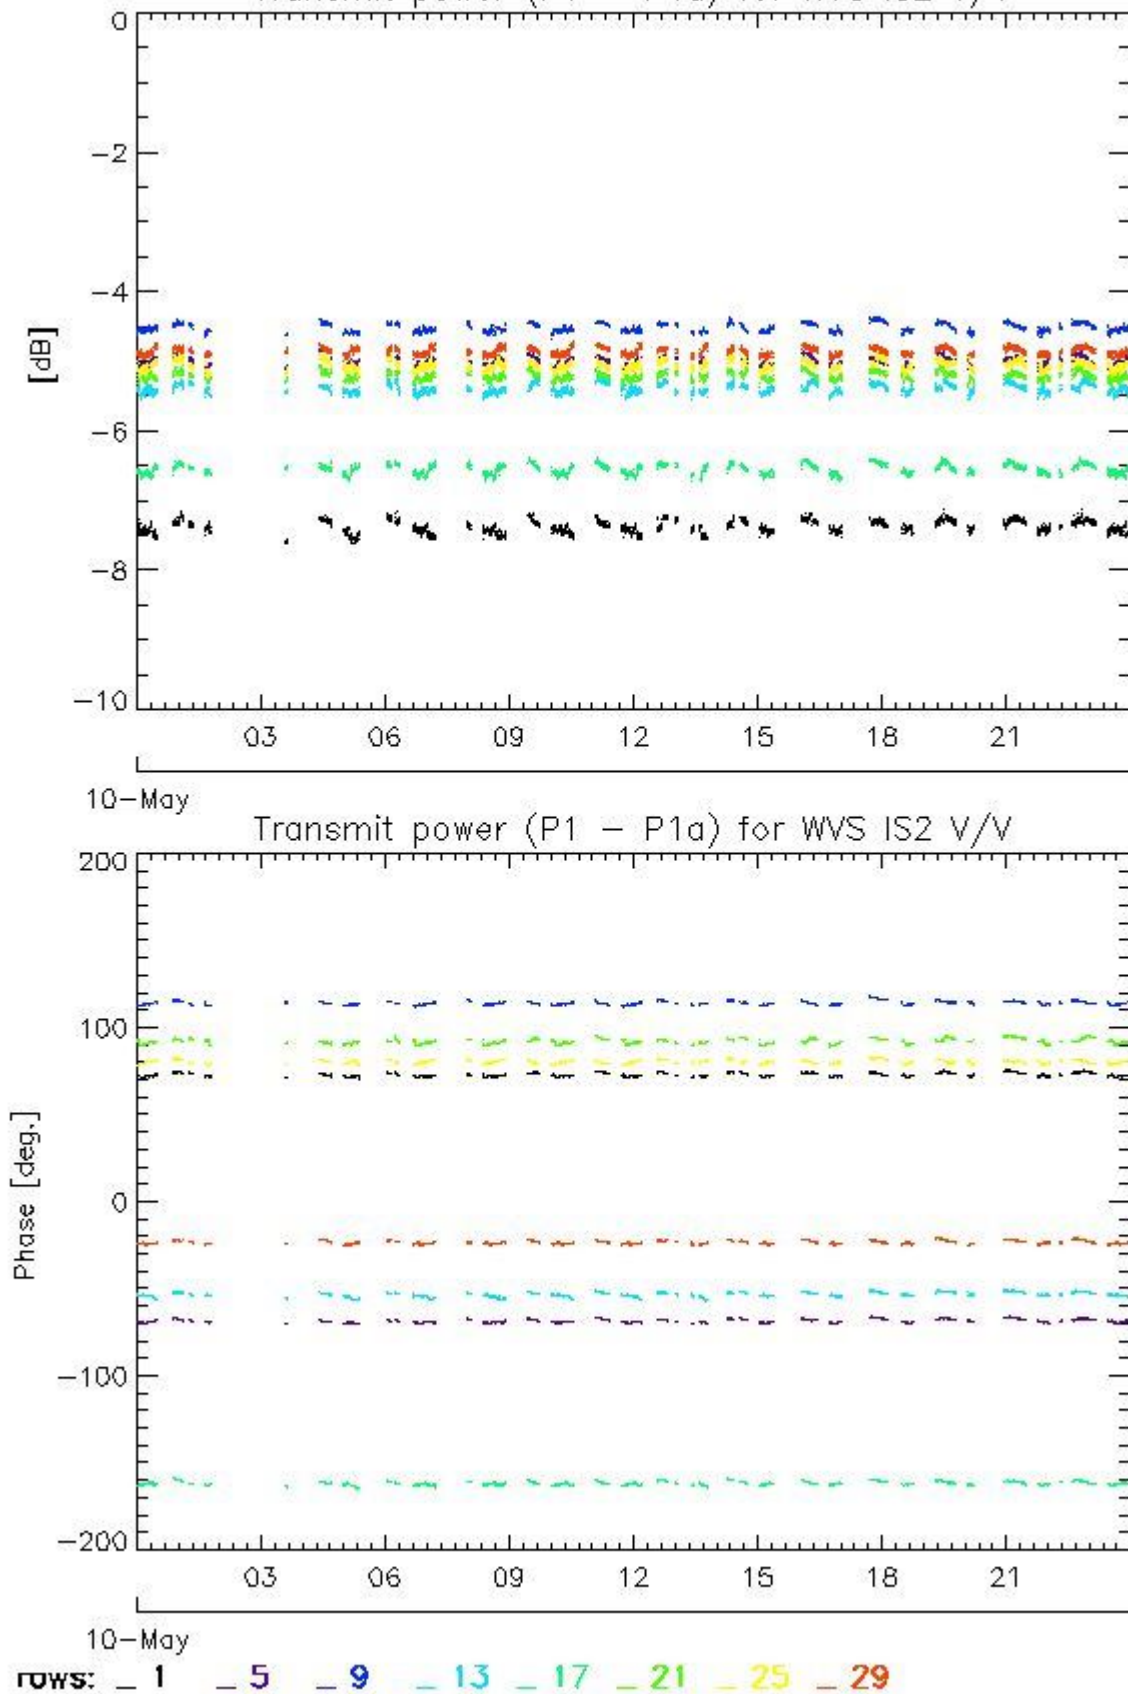 0
−2
−4
[dB]
−6
−8
−10
03 06 09 12 15 18 21
10−May
Transmit power (P1 − P1a) for WVS IS2 V/V
200
100
Phase [deg.]
0
−100
−200
03 06 09 12 15 18 21
10−May
rows: _ 1 _ 5 _ 9 _ 13 _ 17 _ 21 _ 25 _ 29